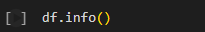 [ ] df.info()